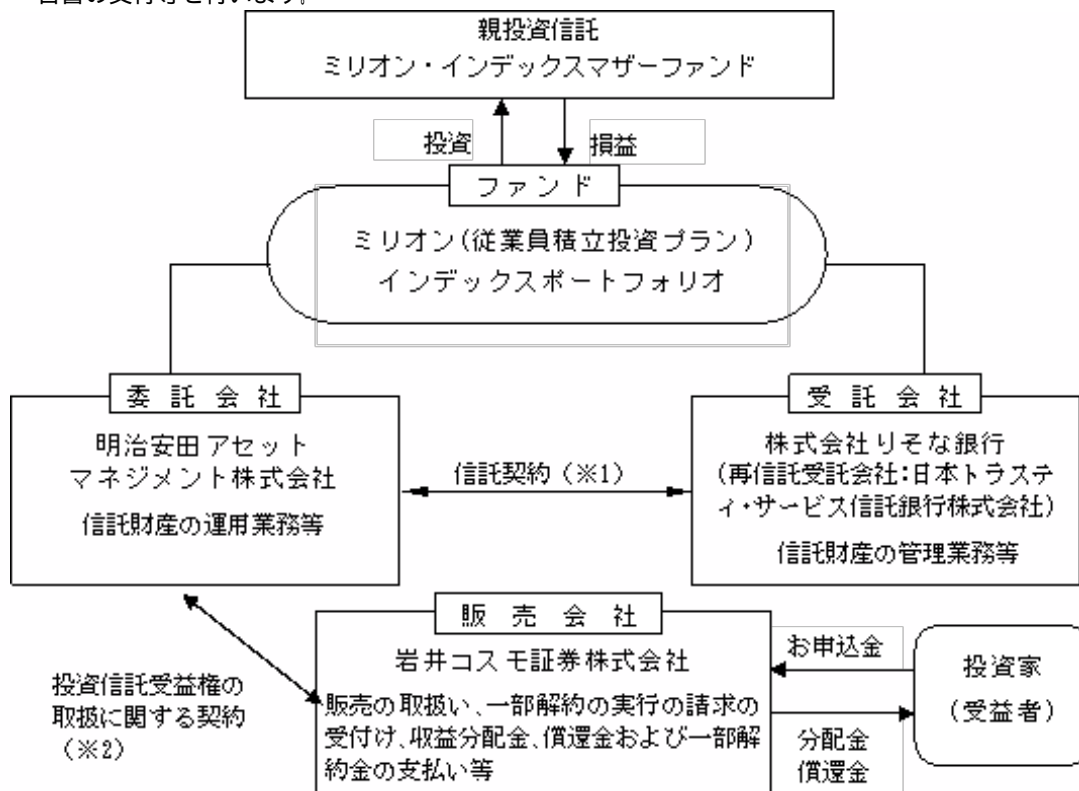 書の交付等を行います。
親投資信託
ミリオン・インデックスマザーファンド
投資
損益
ファンド
ミリオン(従業員積立投資プラン)
インデックスポートフォリオ
委託会社
明治安田アセット
マネジメント株式会社
信託財産の運用業務等
信託契約(※1)
受託会社
株式会社りそな銀行
(再信託受託会社:日本トラステ
ィ・サービス信託銀行株式会社)
信託財産の管理業務等
投資信託受益権の
取扱に関する契約
(※2)
販売会社
岩井コスモ証券株式会社
販売の取扱い、一部解約の実行の請求の
受付け、収益分配金、償還金および一部解
約金の支払い等
お申込金
分配金
償還金
投資家
(受益者)